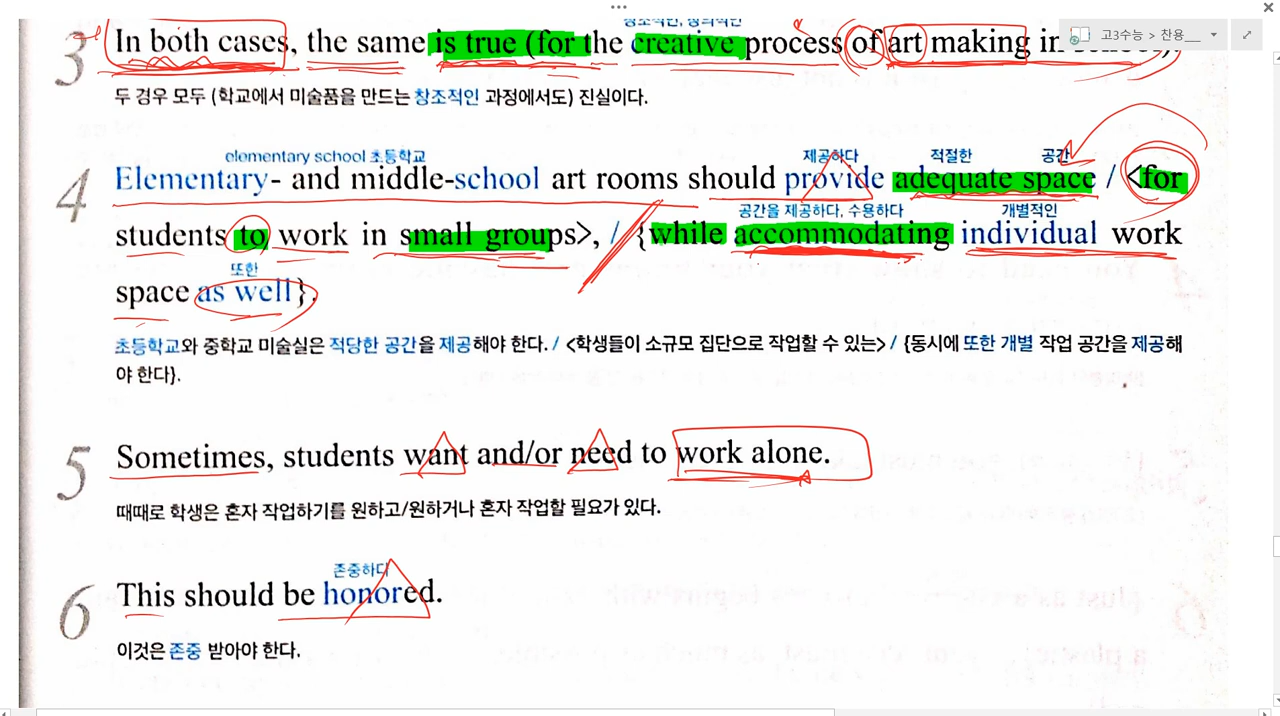 고3수능 > 찬용__
창조적인, 창의적인
3 In both cases, the same is true (for the creative process of art making in
두 경우 모두 (학교에서 미술품을 만드는 창조적인 과정에서도) 진실이다.
elementary school 초등학교 제공하다 적절한 공간
4 Elementary- and middle-school art rooms should provide adequate space / <for
공간을 제공하다, 수용하다 개별적인
students to work in small groups>, / {while accommodating individual work
또한
space as well}.
초등학교와 중학교 미술실은 적당한 공간을 제공해야 한다. / <학생들이 소규모 집단으로 작업할 수 있는> / {동시에 또한 개별 작업 공간을 제공해
야 한다}.
5 Sometimes, students want and/or need to work alone.
때때로 학생은 혼자 작업하기를 원하고/원하거나 혼자 작업할 필요가 있다.
존중하다
6 This should be honored.
이것은 존중 받아야 한다.